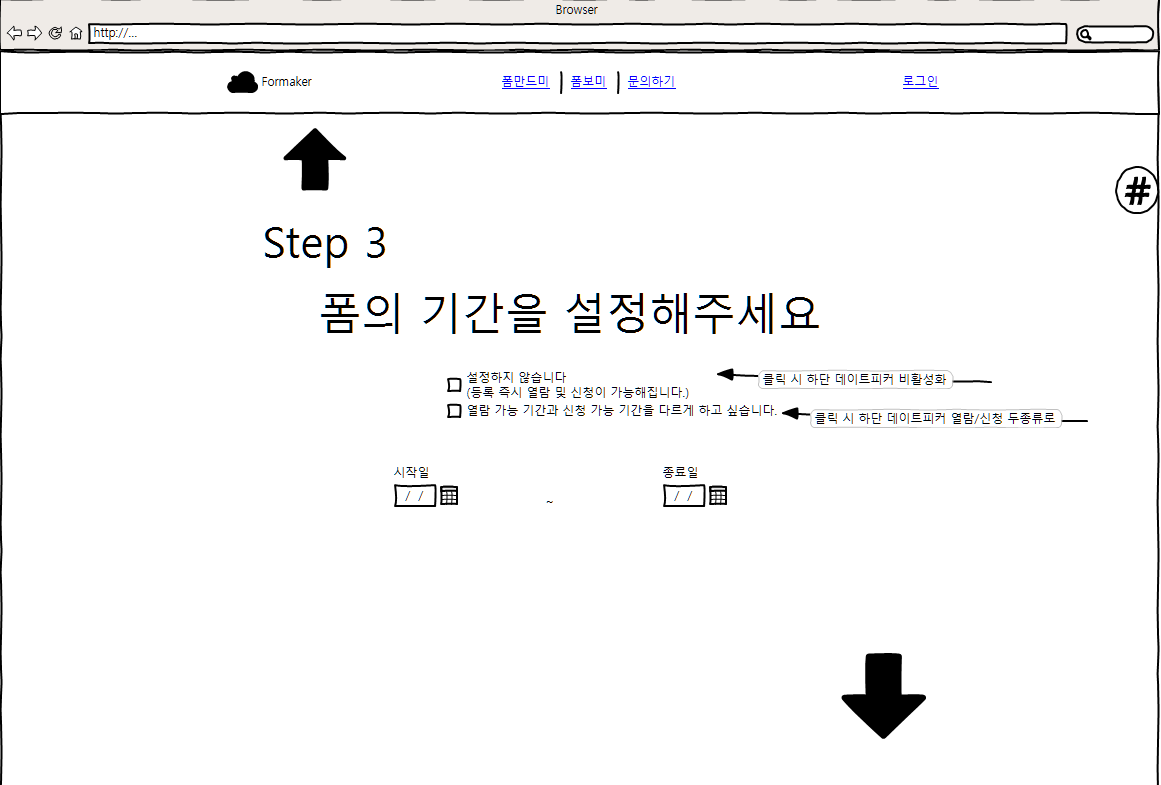 Browser
http://...
Formaker
폼만드미 | 폼보미 | 문의하기
로그인
#
Step 3
폼의 기간을 설정해주세요
설정하지 않습니다
(등록 즉시 열람 및 신청이 가능해집니다.)
클릭 시 하단 데이트피커 비활성화
열람 가능 기간과 신청 가능 기간을 다르게 하고 싶습니다.
클릭 시 하단 데이트피커 열람/신청 두종류로
시작일
종료일
/ /
~
/ /